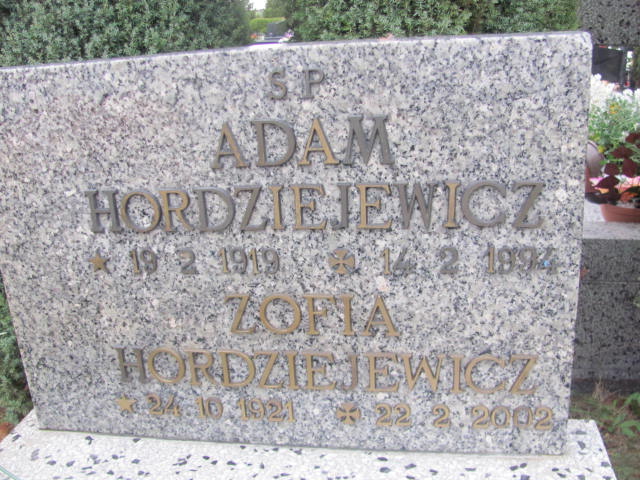 SP
ADAM
HORDZIEJEWICZ
19 2 1919 14 2 1994
ZOFIA
HORDZIEJEWICZ
24 10 1921 22 2 2002